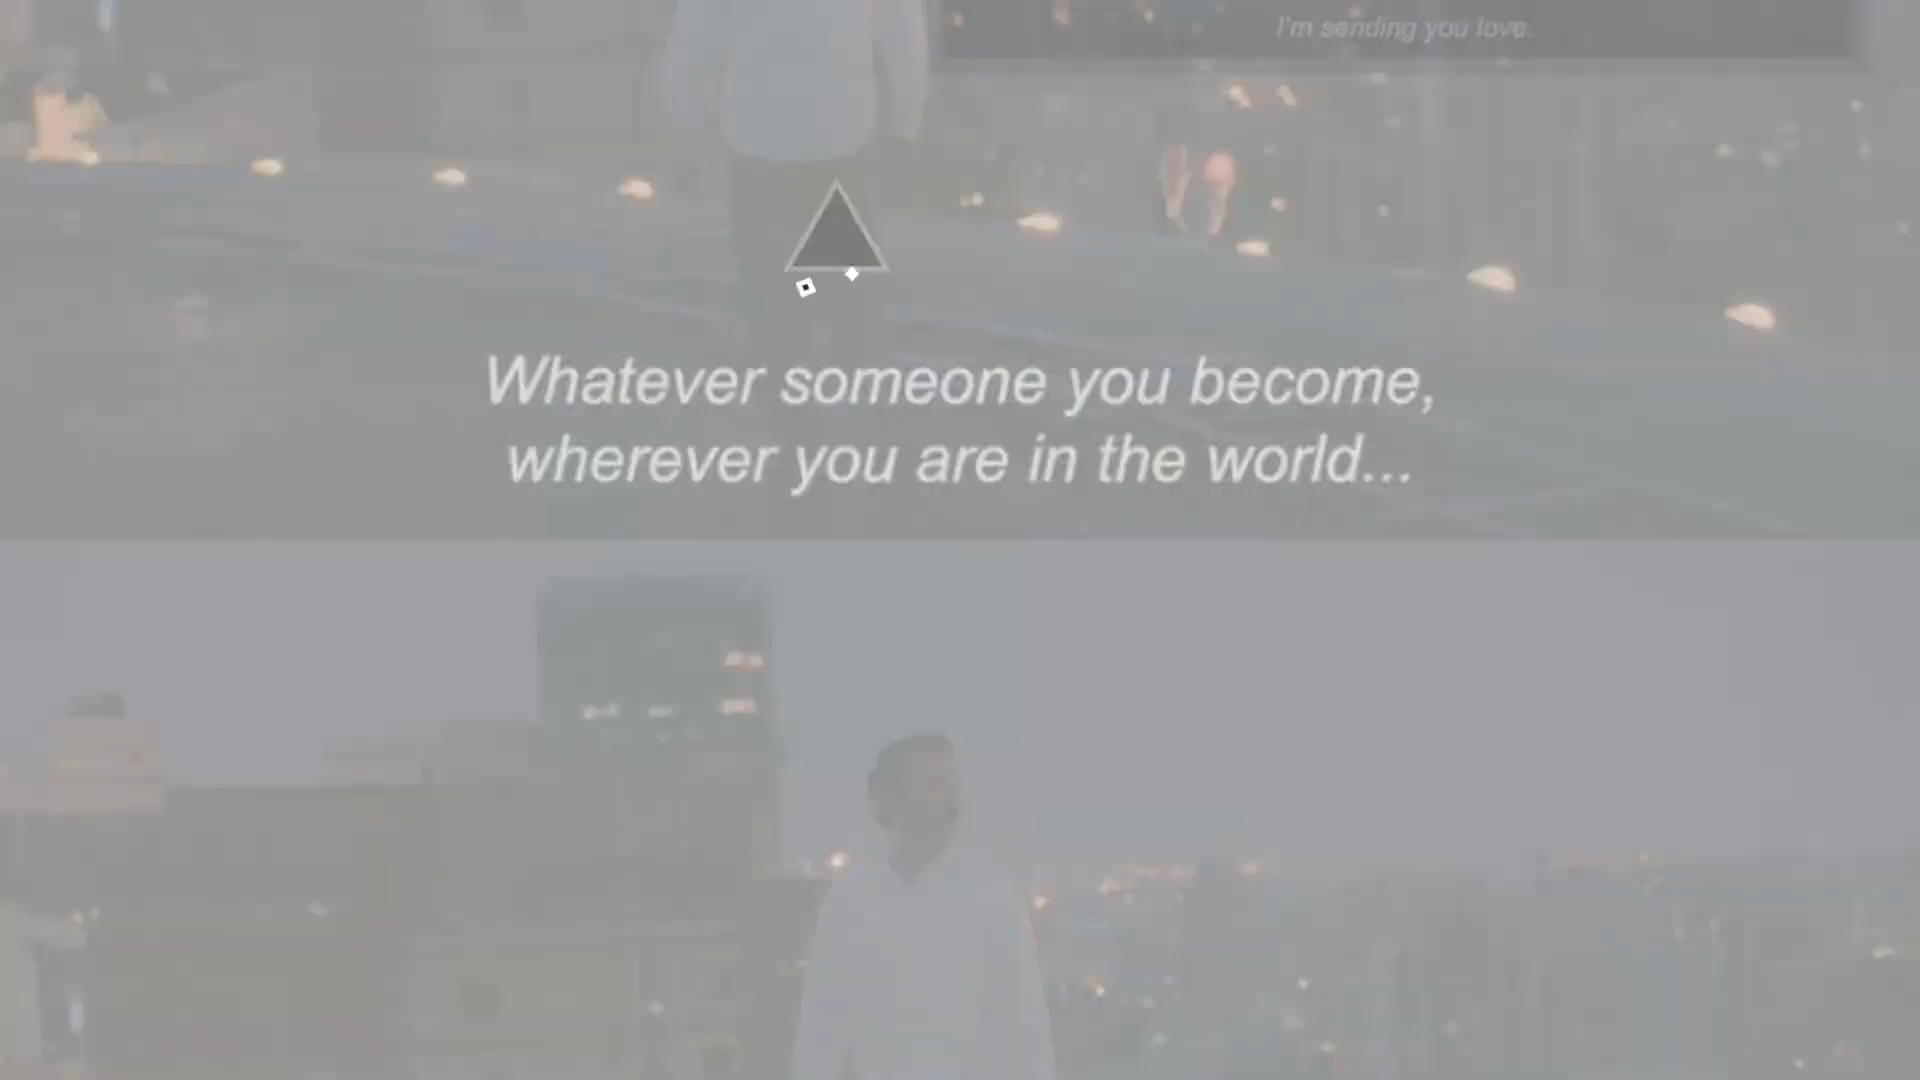 I'm sending you love.
Whatever someone you become,
wherever you are in the world...